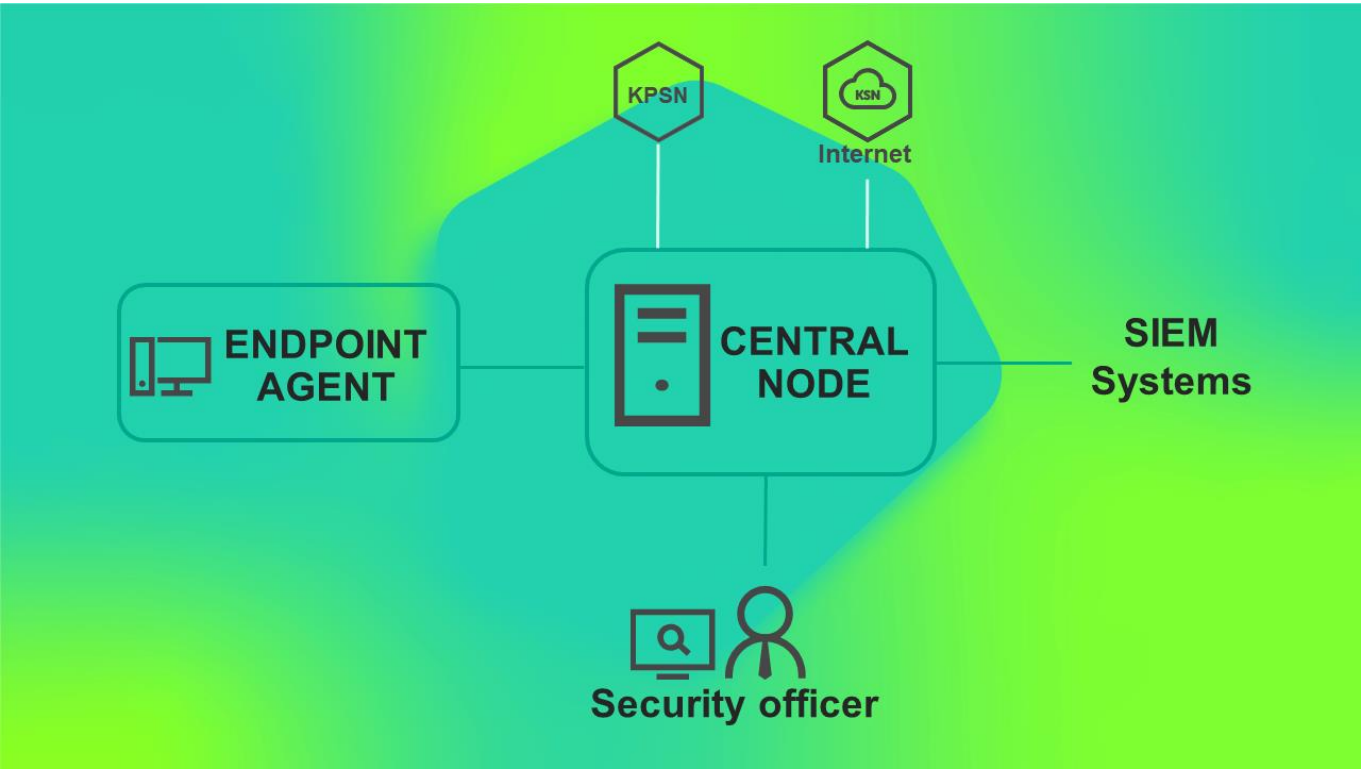 KPSN
KSN
Internet
ENDPOINT
AGENT
CENTRAL
NODE
SIEM
Systems
Security officer